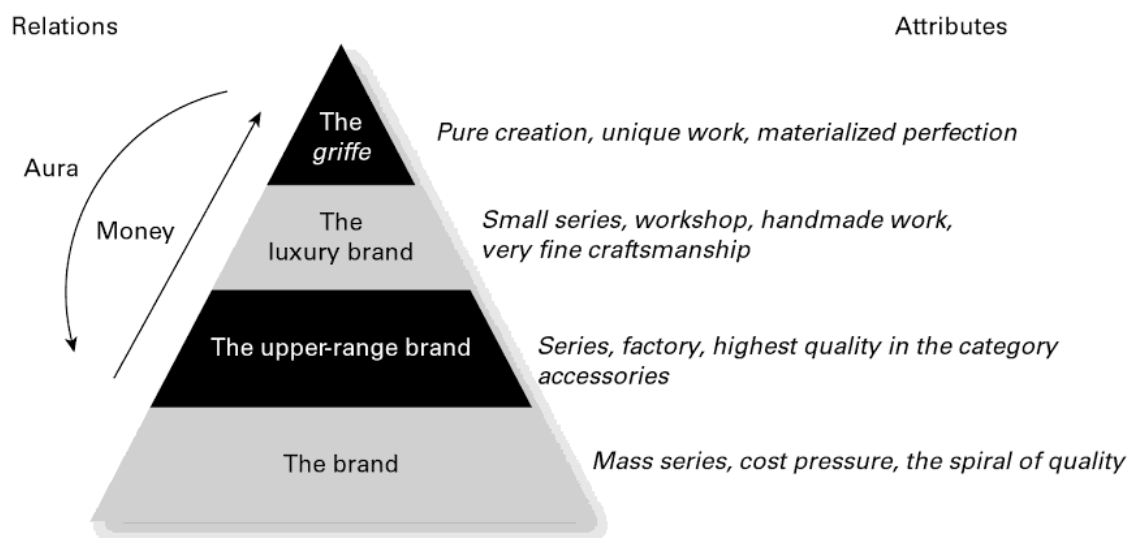 Relations
Attributes
The
griffe
Pure creation, unique work, materialized perfection
Aura
Money
The
luxury brand
Small series, workshop, handmade work,
very fine craftsmanship
The upper-range brand
Series, factory, highest quality in the category
accessories
The brand
Mass series, cost pressure, the spiral of quality